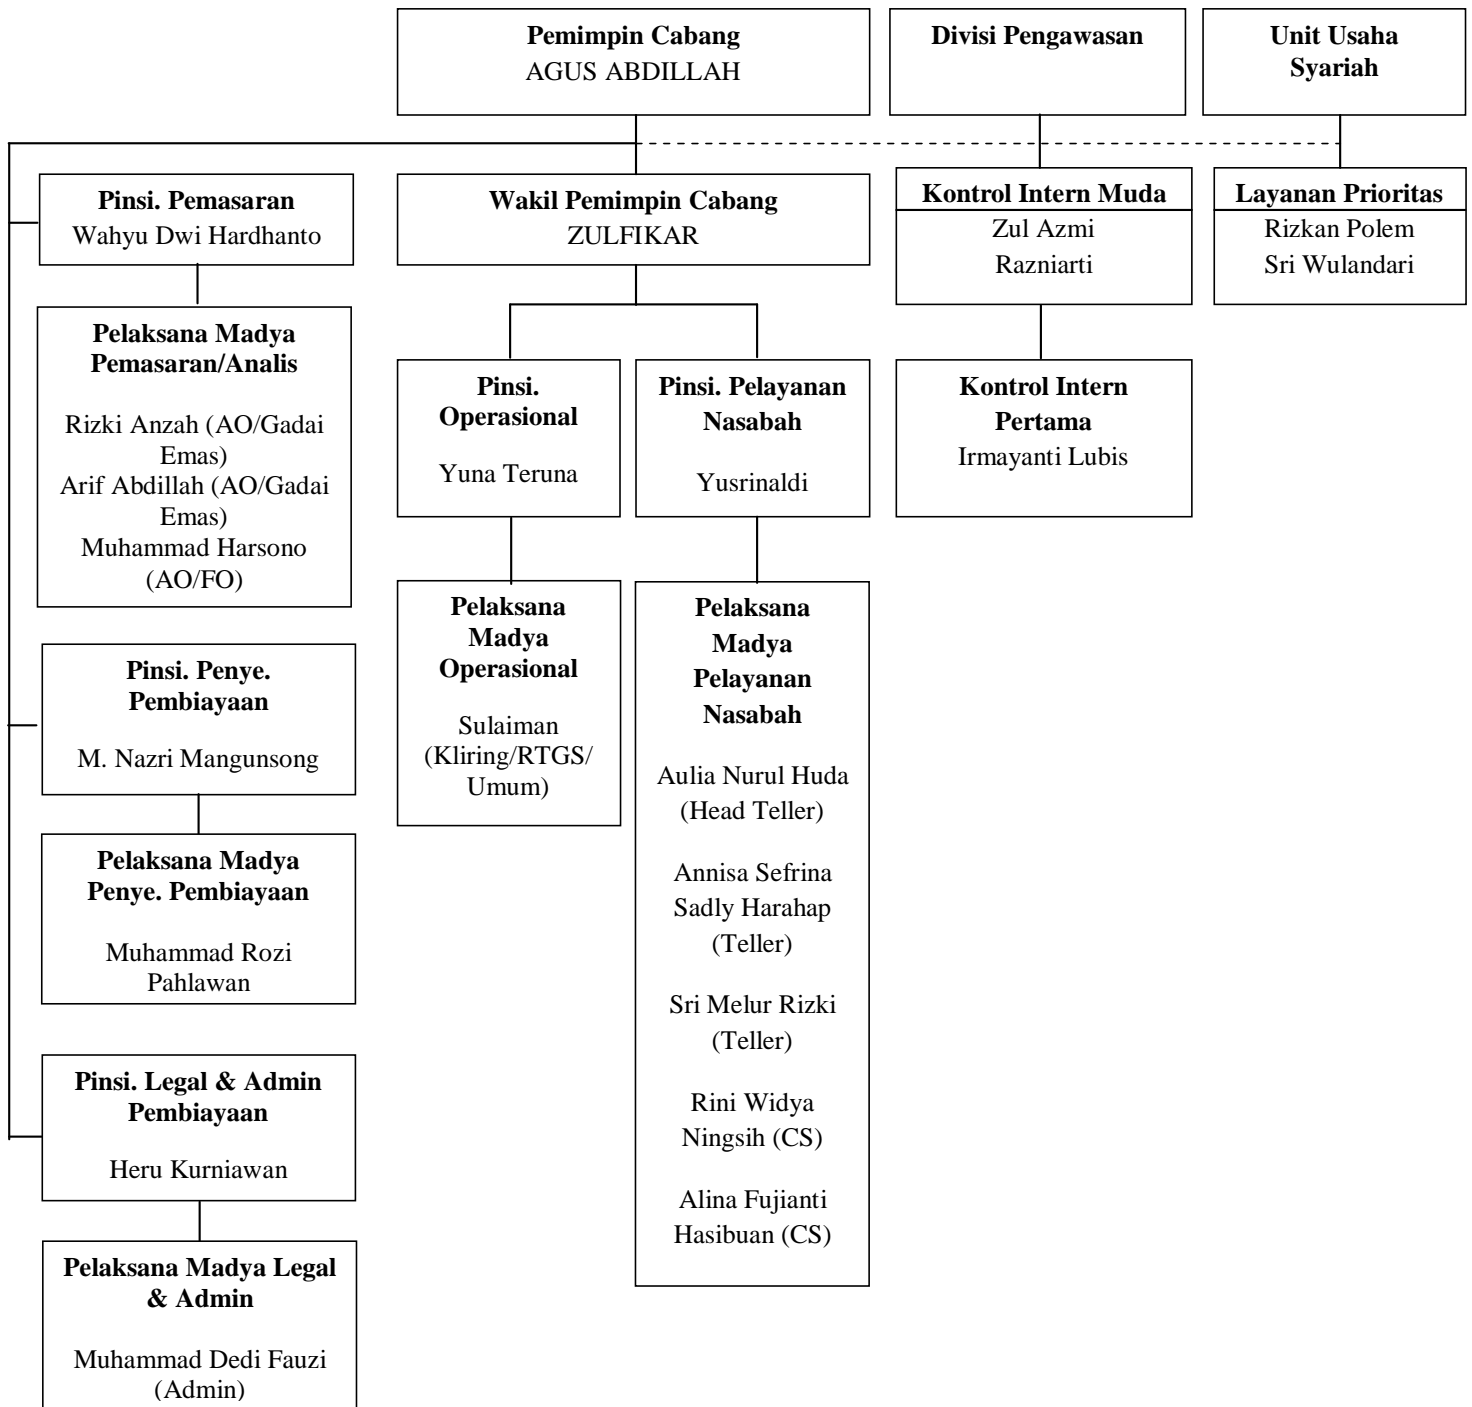 Pemimpin Cabang
AGUS ABDILLAH
Divisi Pengawasan
Unit Usaha
Syariah
Pinsi. Pemasaran
Wahyu Dwi Hardhanto
Wakil Pemimpin Cabang
ZULFIKAR
Kontrol Intern Muda
Zul Azmi
Razniarti
Layanan Prioritas
Rizkan Polem
Sri Wulandari
Pelaksana Madya
Pemasaran/Analis
Rizki Anzah (AO/Gadai
Emas)
Arif Abdillah (AO/Gadai
Emas)
Muhammad Harsono
(AO/FO)
Pinsi.
Operasional
Yuna Teruna
Pinsi. Pelayanan
Nasabah
Yusrinaldi
Kontrol Intern
Pertama
Irmayanti Lubis
Pelaksana
Madya
Operasional
Sulaiman
(Kliring/RTGS/
Umum)
Pelaksana
Madya
Pelayanan
Nasabah
Aulia Nurul Huda
(Head Teller)
Annisa Sefrina
Sadly Harahap
(Teller)
Sri Melur Rizki
(Teller)
Rini Widya
Ningsih (CS)
Alina Fujianti
Hasibuan (CS)
Pinsi. Penye.
Pembiayaan
M. Nazri Mangunsong
Pelaksana Madya
Penye. Pembiayaan
Muhammad Rozi
Pahlawan
Pinsi. Legal & Admin
Pembiayaan
Heru Kurniawan
Pelaksana Madya Legal
& Admin
Muhammad Dedi Fauzi
(Admin)